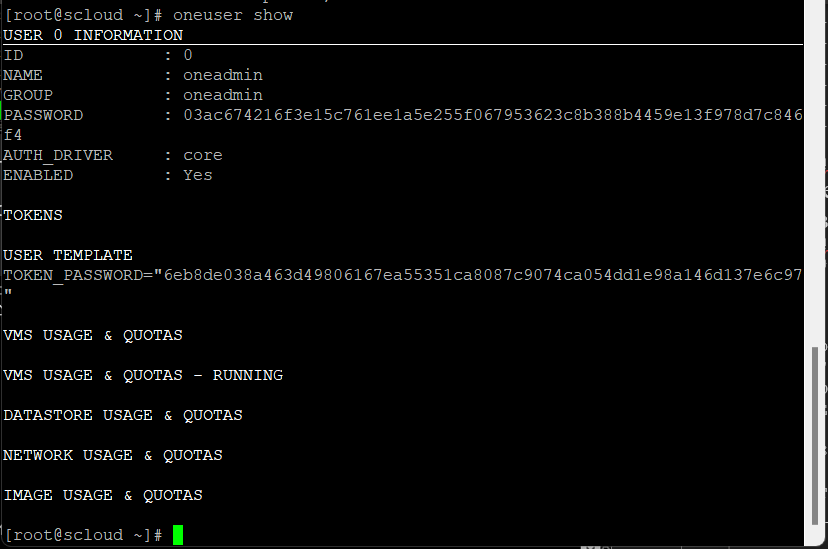 [root@scloud ~]# oneuser show
USER 0 INFORMATION
ID              : 0
NAME            : oneadmin
GROUP           : oneadmin
PASSWORD        : 03ac674216f3e15c761ee1a5e255f067953623c8b388b4459e13f978d7c846
f4
AUTH_DRIVER     : core
ENABLED         : Yes
TOKENS
USER TEMPLATE
TOKEN_PASSWORD="6eb8de038a463d49806167ea55351ca8087c9074ca054dd1e98a146d137e6c97
"
VMS USAGE & QUOTAS
VMS USAGE & QUOTAS - RUNNING
DATASTORE USAGE & QUOTAS
NETWORK USAGE & QUOTAS
IMAGE USAGE & QUOTAS
[root@scloud ~]#